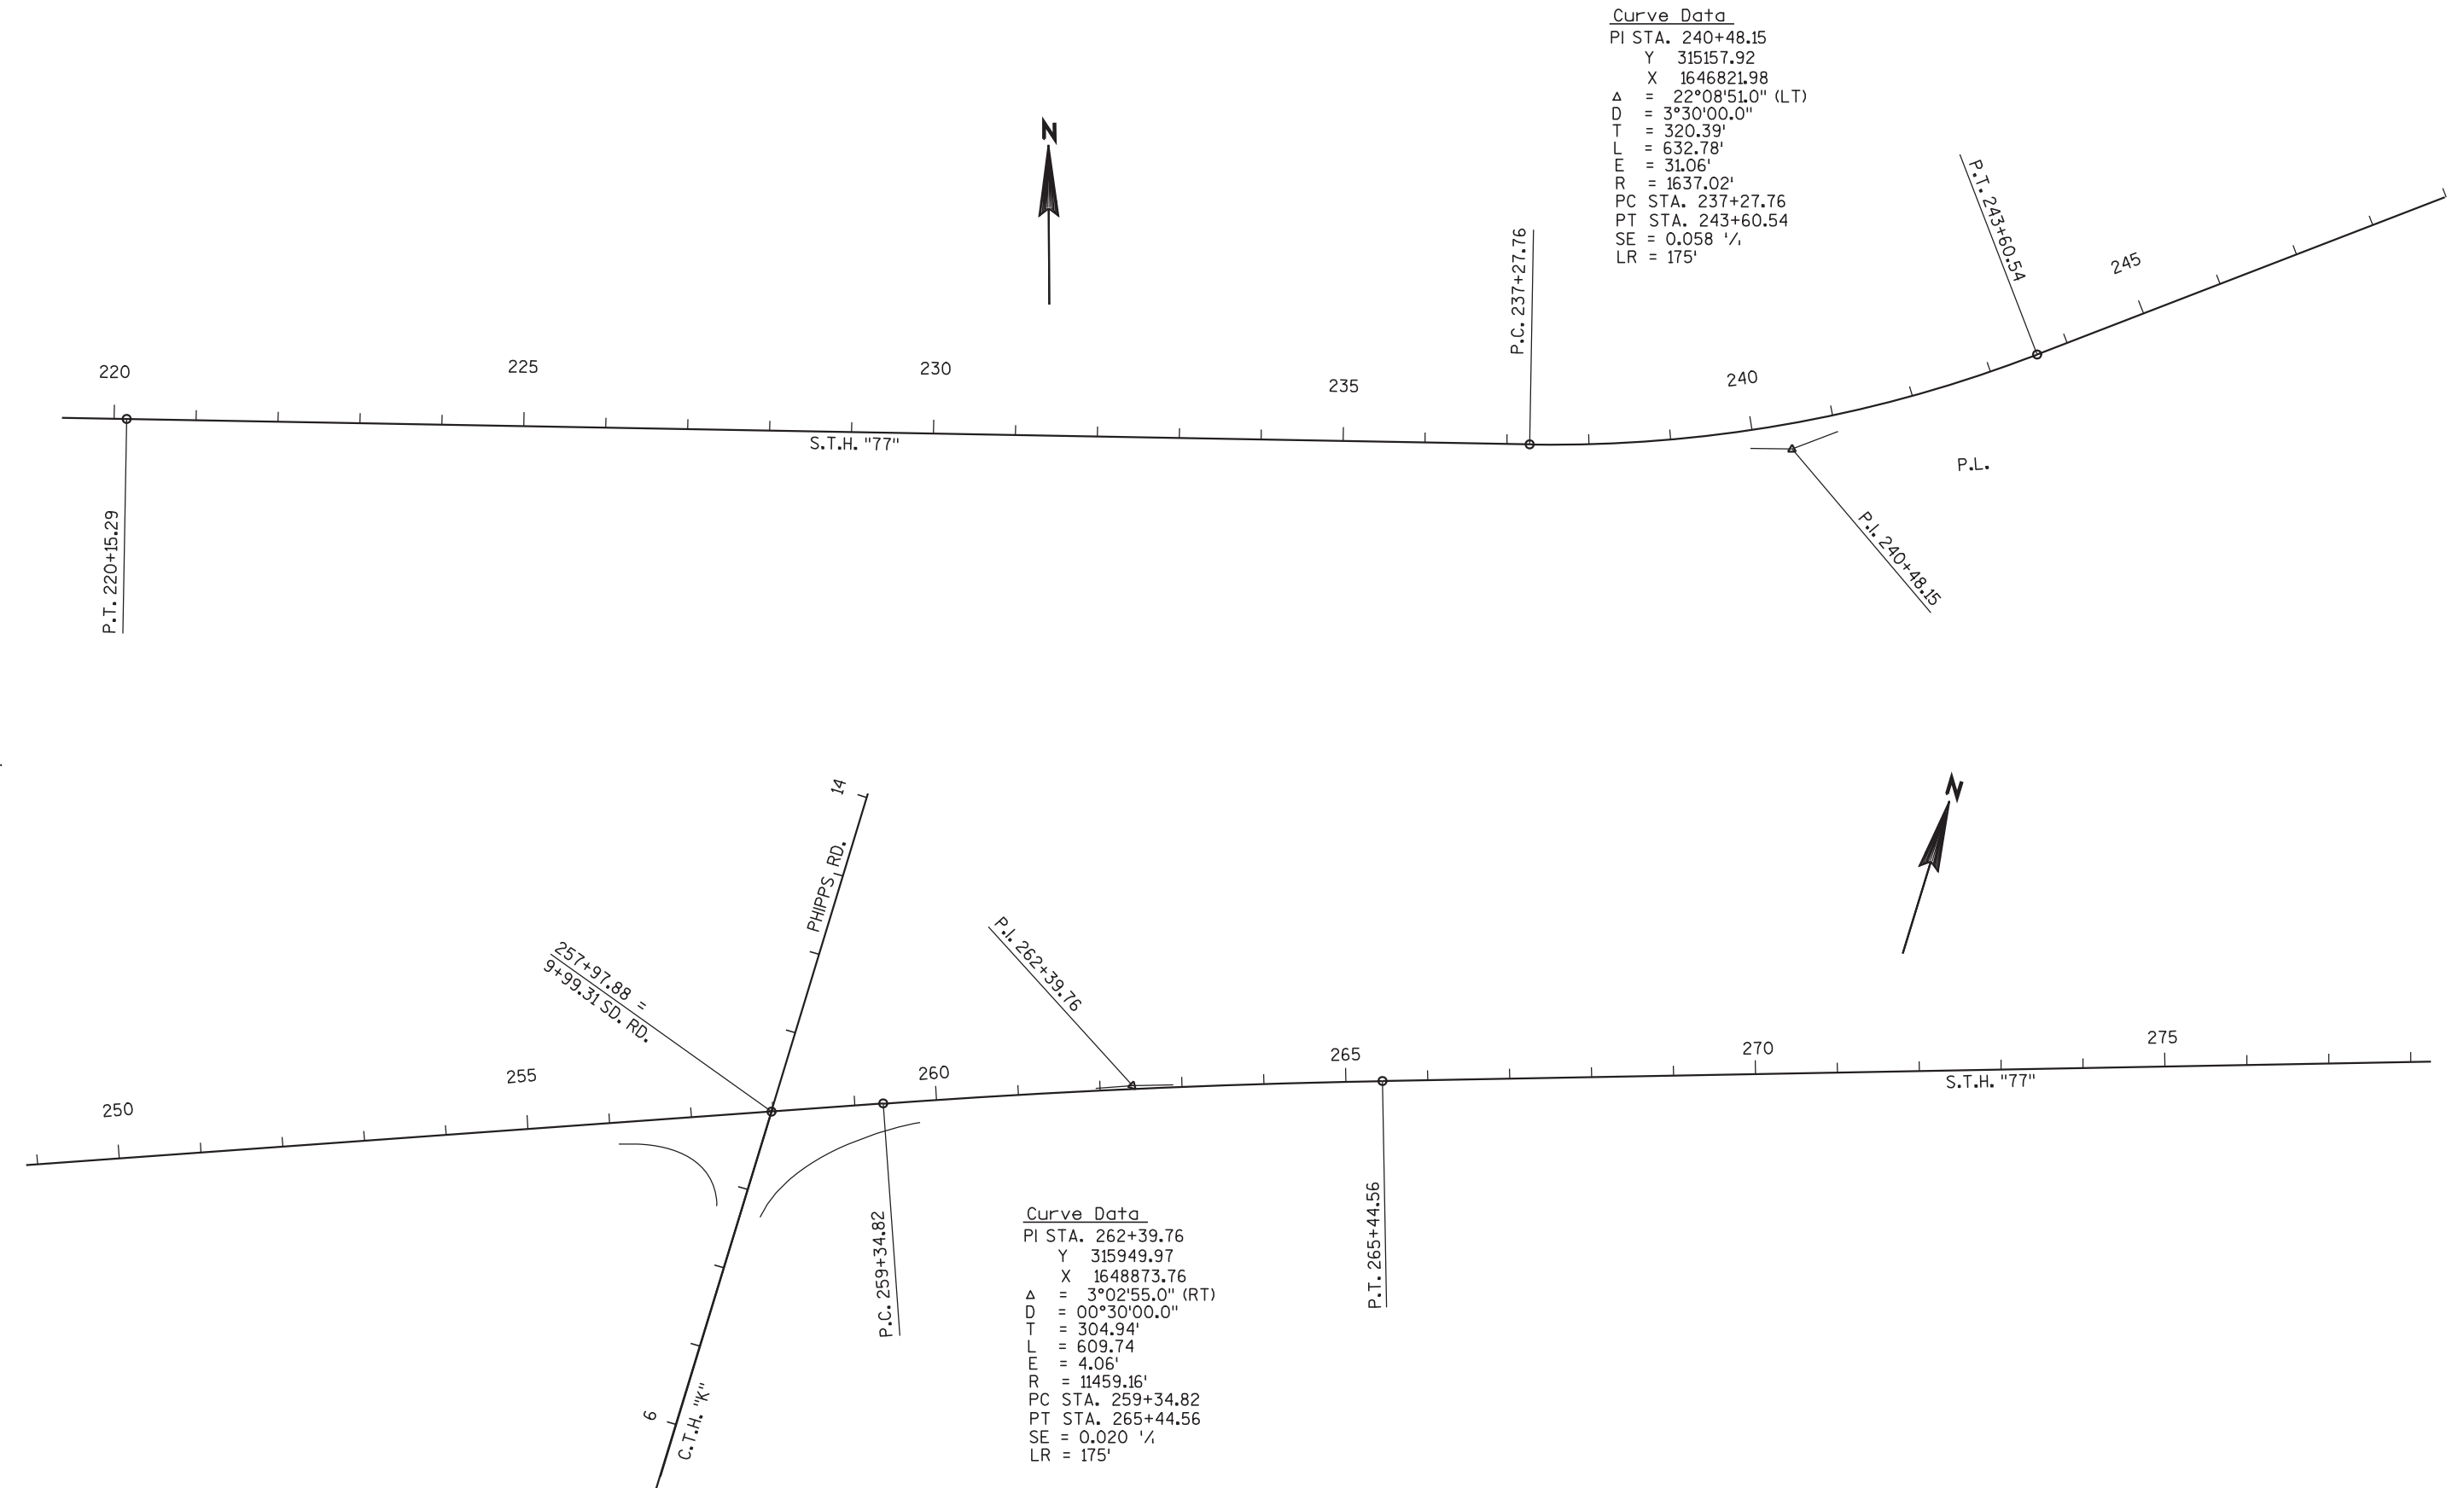 Curve Data
PI STA. 240+48.15
Y 315157.92
X 1646821.98
Δ = 22°08'51.0" (LT)
D = 3°30'00.0"
T = 320.39'
L = 632.78'
E = 31.06'
R = 1637.02'
PC STA. 237+27.76
PT STA. 243+60.54
SE = 0.058 '/'
LR = 175'
N
P.T. 243+60.54
P.C. 237+27.76
245
220
225
230
235
240
S.T.H. "77"
P.L.
P.T. 220+15.29
P.I. 240+48.15
14
PHIPPS RD.
N
257+97.88 =
9+99.31 SD. RD.
P.I. 262+39.76
250
255
260
265
270
275
S.T.H. "77"
P.C. 259+34.82
P.T. 265+44.56
Curve Data
PI STA. 262+39.76
Y 315949.97
X 1648873.76
Δ = 3°02'55.0" (RT)
D = 00°30'00.0"
T = 304.94'
L = 609.74
E = 4.06'
R = 11459.16'
PC STA. 259+34.82
PT STA. 265+44.56
SE = 0.020 '/'
LR = 175'
6
C.T.H. "K"